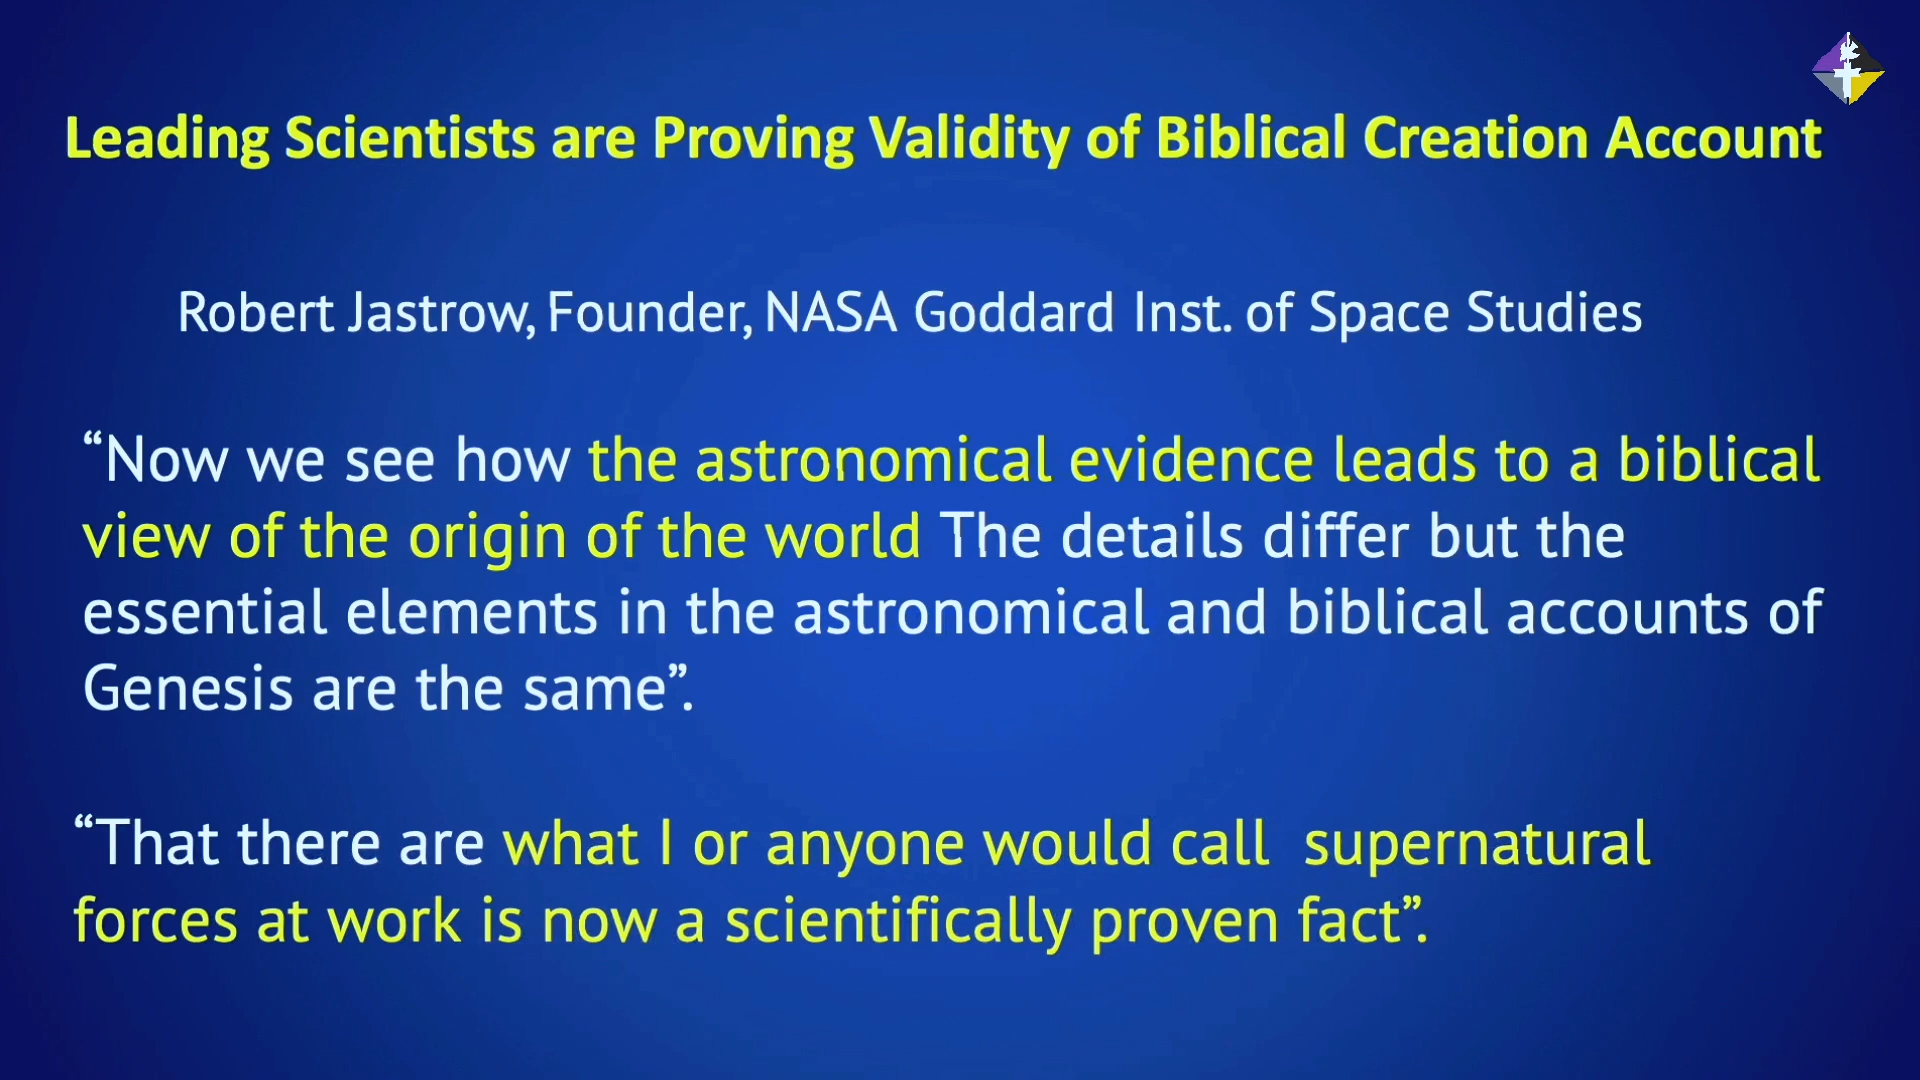 Leading Scientists are Proving Validity of Biblical Creation Account
Robert Jastrow, Founder, NASA Goddard Inst. of Space Studies
“Now we see how the astronomical evidence leads to a biblical
view of the origin of the world The details differ but the
essential elements in the astronomical and biblical accounts of
Genesis are the same”.
“That there are what I or anyone would call  supernatural
forces at work is now a scientifically proven fact”.